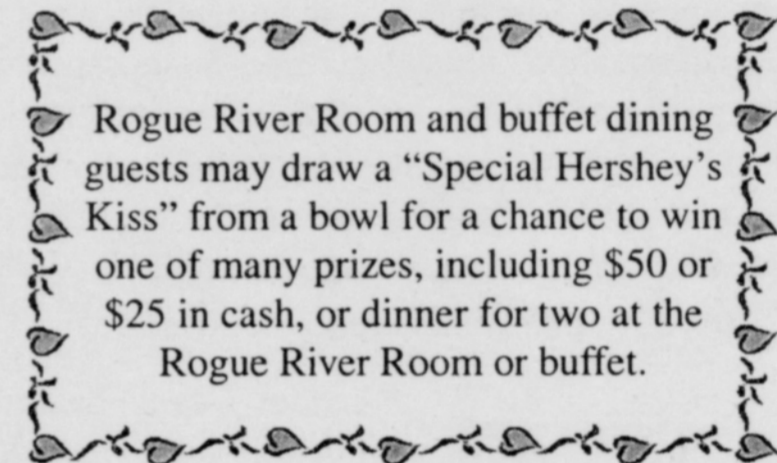 Rogue River Room and buffet dining
guests may draw a “Special Hershey’s
Kiss” from a bowl for a chance to win
one of many prizes, including $50 or
$25 in cash, or dinner for two at the
Rogue River Room or buffet.